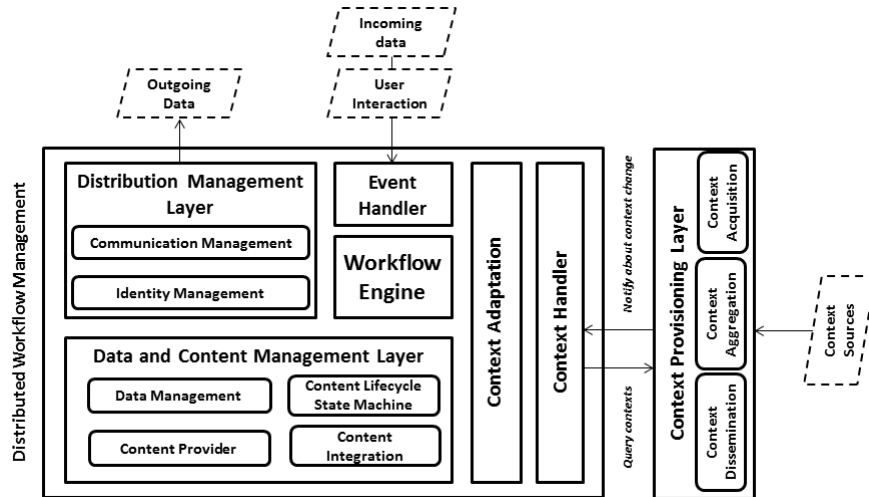 Incoming
data
Outgoing
Data
User
Interaction
Distributed Workflow Management
Distribution Management
Layer
Communication Management
Identity Management
Event
Handler
Workflow
Engine
Data and Content Management Layer
Data Management
Content Lifecycle
State Machine
Content Provider
Content
Integration
Context Adaptation
Context Handler
Notify about context change
Query contexts
Context Provisioning Layer
Context
Acquisition
Context
Aggregation
Context
Dissemination
Context
Sources